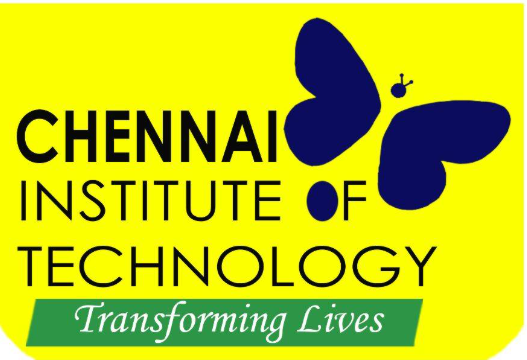 CHENNAI
INSTITUTE OF
TECHNOLOGY
Transforming Lives